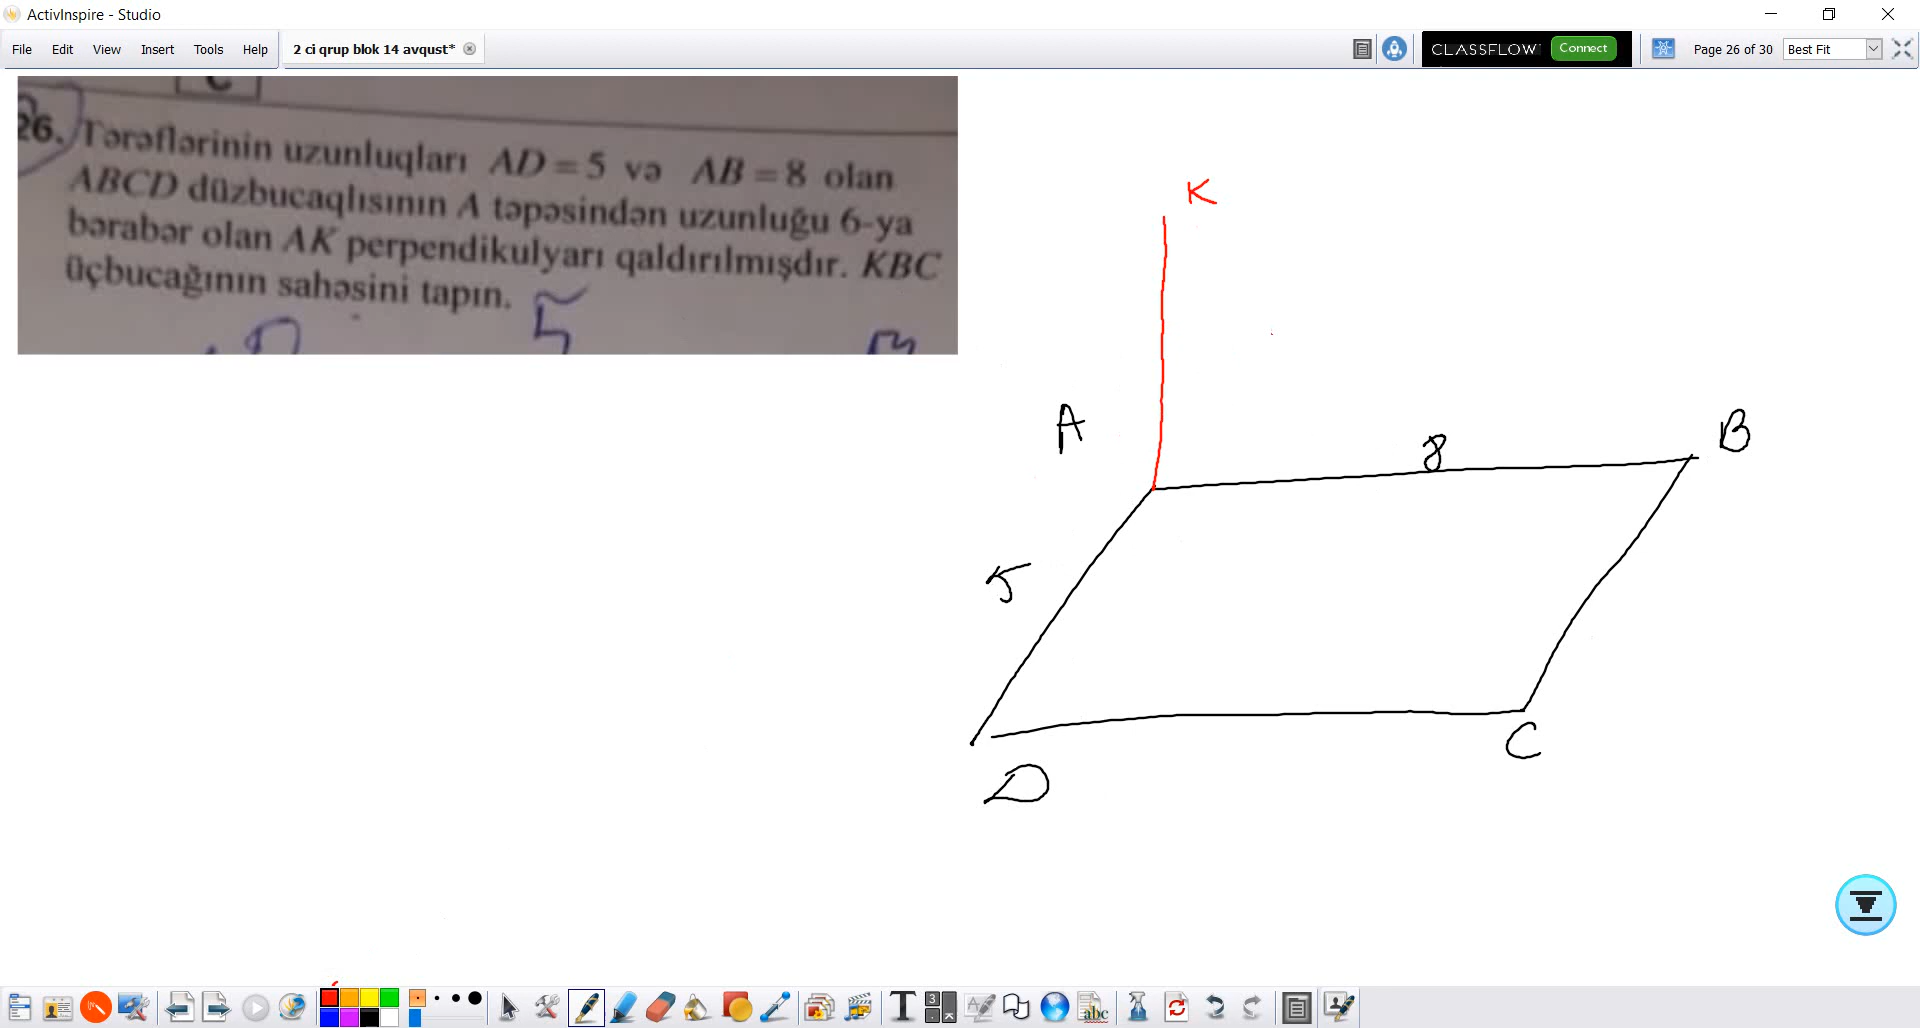 ActivInspire - Studio
File Edit View Insert Tools Help 2 ci qrup blok 14 avqust* CLASSFLOW Connect Page 26 of 30 Best Fit
C
26. Tərəflərinin uzunluqları AD = 5 və AB = 8 olan
ABCD düzbucaqlısının A təpəsindən uzunluğu 6-ya
bərabər olan AK perpendikulyarı qaldırılmışdır. KBC
üçbucağının sahəsini tapın.
5
K
A
8
B
5
C
D
T
3
abc